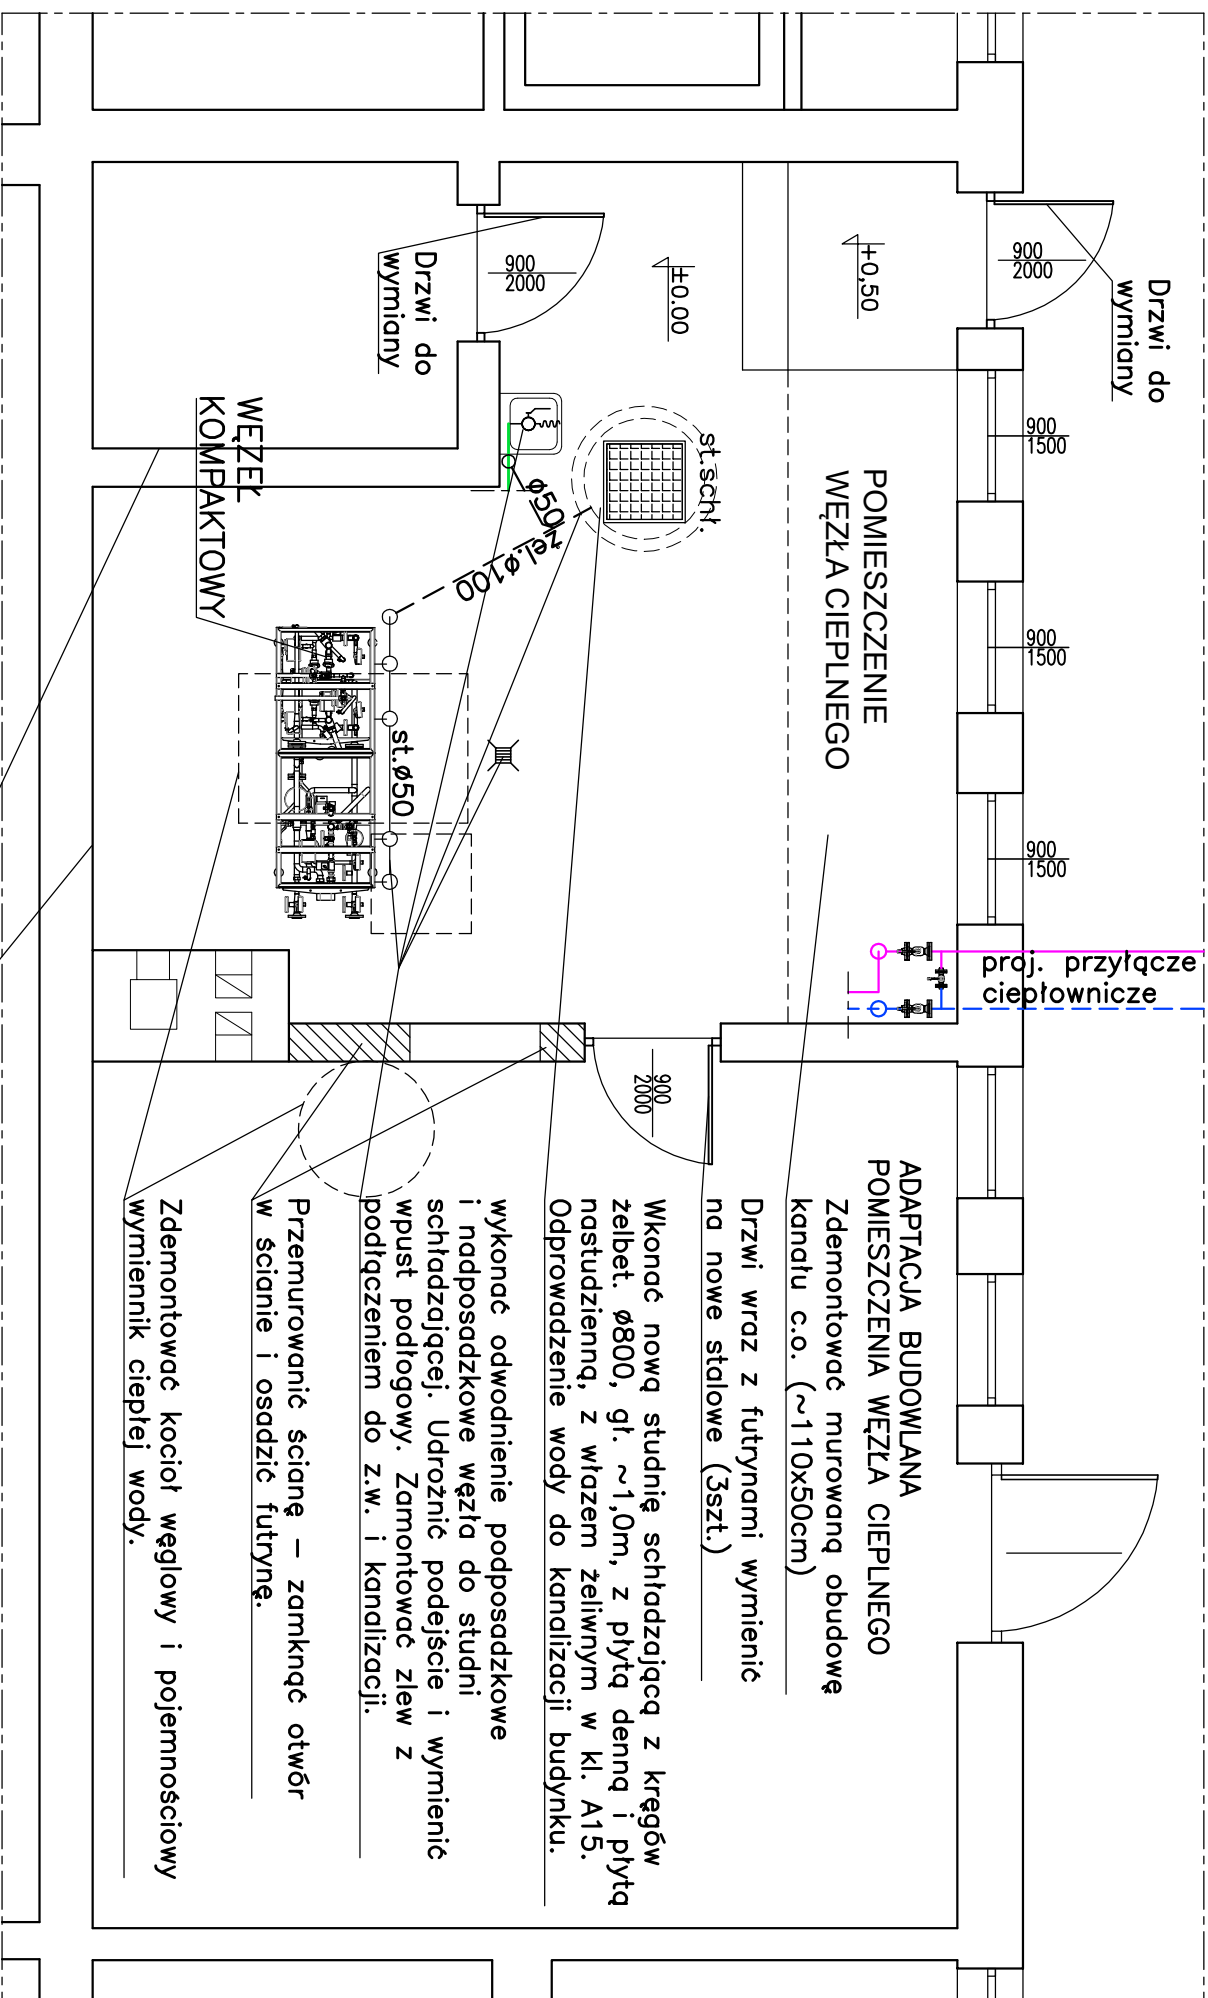 Drzwi do
wymiany
900
2000
+0,50
±0.00
900
2000
Drzwi do
wymiany
900
1500
900
1500
900
1500
POMIESZCZENIE
WĘZŁA CIEPLNEGO
st.schł.
ø50
żel.ø100
st.ø50
WĘZEŁ
KOMPAKTOWY
proj. przyłącze
ciepłownicze
900
2000
ADAPTACJA BUDOWLANA
POMIESZCZENIA WĘZŁA CIEPLNEGO
Zdemontować murowaną obudowę
kanału c.o. (~110x50cm)
Drzwi wraz z futrynami wymienić
na nowe stalowe (3szt.)
Wkonać nową studnię schładzającą z kręgów
żelbet. ø800, gł. ~1,0m, z płytą denną i płytą
nastudzienną, z włazem żeliwnym w kl. A15.
Odprowadzenie wody do kanalizacji budynku.
wykonać odwodnienie podposadzkowe
i nadposadzkowe węzła do studni
schładzającej. Udrożnić podejście i wymienić
wpust podłogowy. Zamontować zlew z
podłączeniem do z.w. i kanalizacji.
Przemurowanić ścianę – zamknąć otwór
w ścianie i osadzić futrynę.
Zdemontować kocioł węglowy i pojemnościowy
wymiennik ciepłej wody.